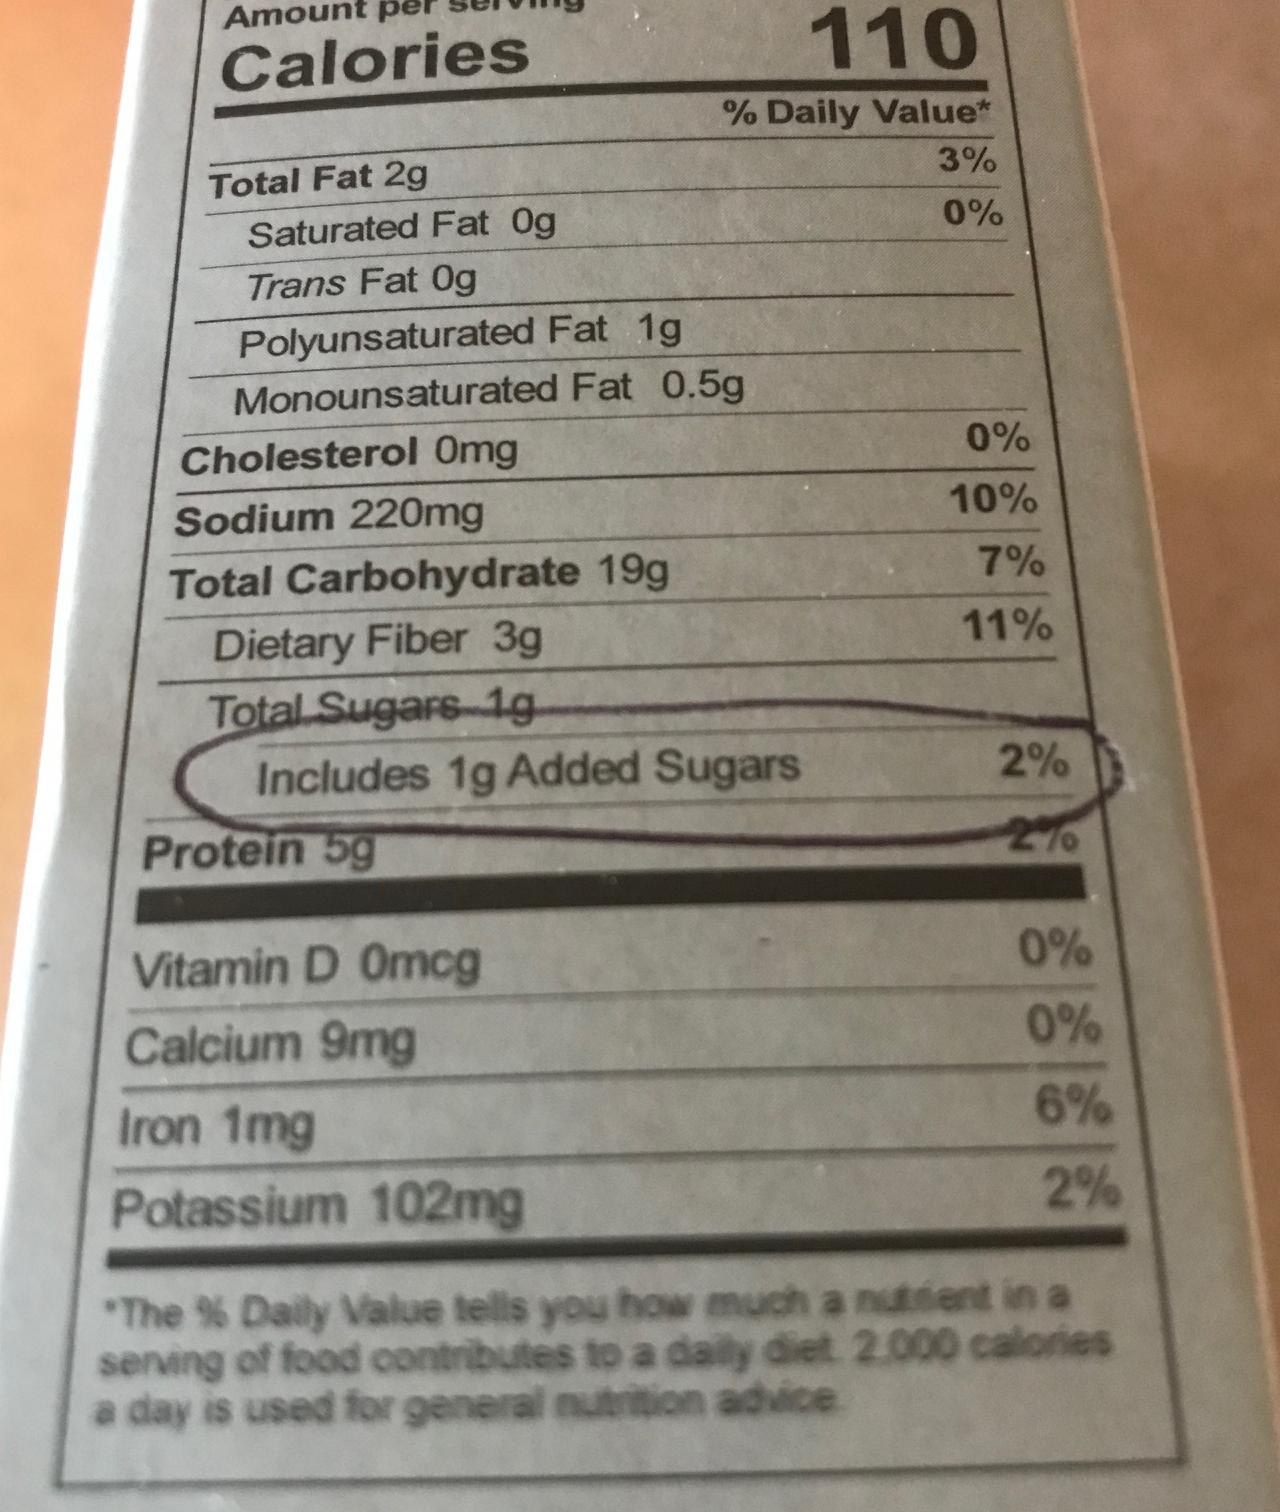 Amount per serving
Calories 110
% Daily Value*
Total Fat 2g 3%
Saturated Fat 0g 0%
Trans Fat 0g
Polyunsaturated Fat 1g
Monounsaturated Fat 0.5g
Cholesterol 0mg 0%
Sodium 220mg 10%
Total Carbohydrate 19g 7%
Dietary Fiber 3g 11%
Total Sugars 1g
Includes 1g Added Sugars 2%
Protein 5g 2%
Vitamin D 0mcg 0%
Calcium 9mg 0%
Iron 1mg 6%
Potassium 102mg 2%
*The % Daily Value tells you how much a nutrient in a
serving of food contributes to a daily diet. 2,000 calories
a day is used for general nutrition advice.